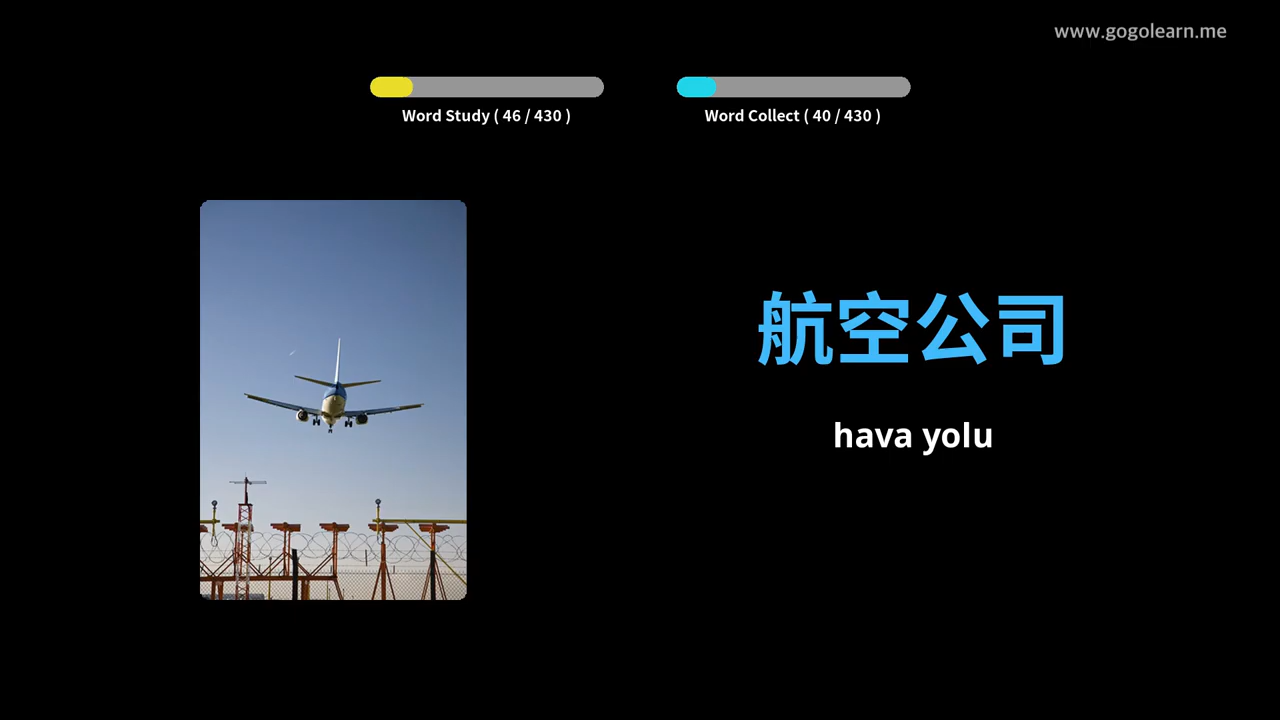 www.gogolearn.me
Word Study ( 46 / 430 )
Word Collect ( 40 / 430 )
航空公司
hava yolu